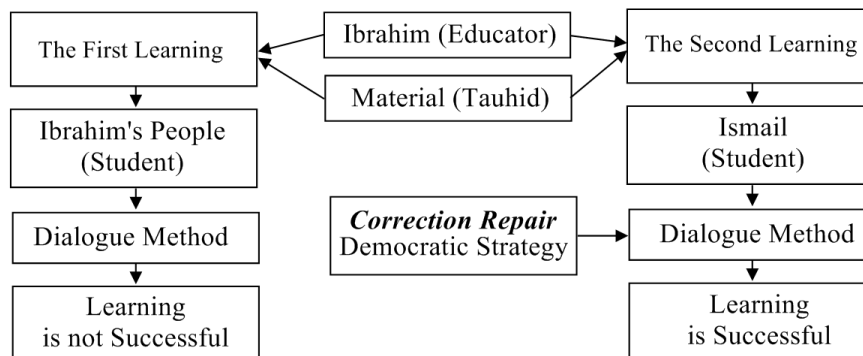 The First Learning
Ibrahim (Educator)
The Second Learning
Material (Tauhid)
Ibrahim's People
(Student)
Ismail
(Student)
Correction Repair
Democratic Strategy
Dialogue Method
Dialogue Method
Learning
is not Successful
Learning
is Successful